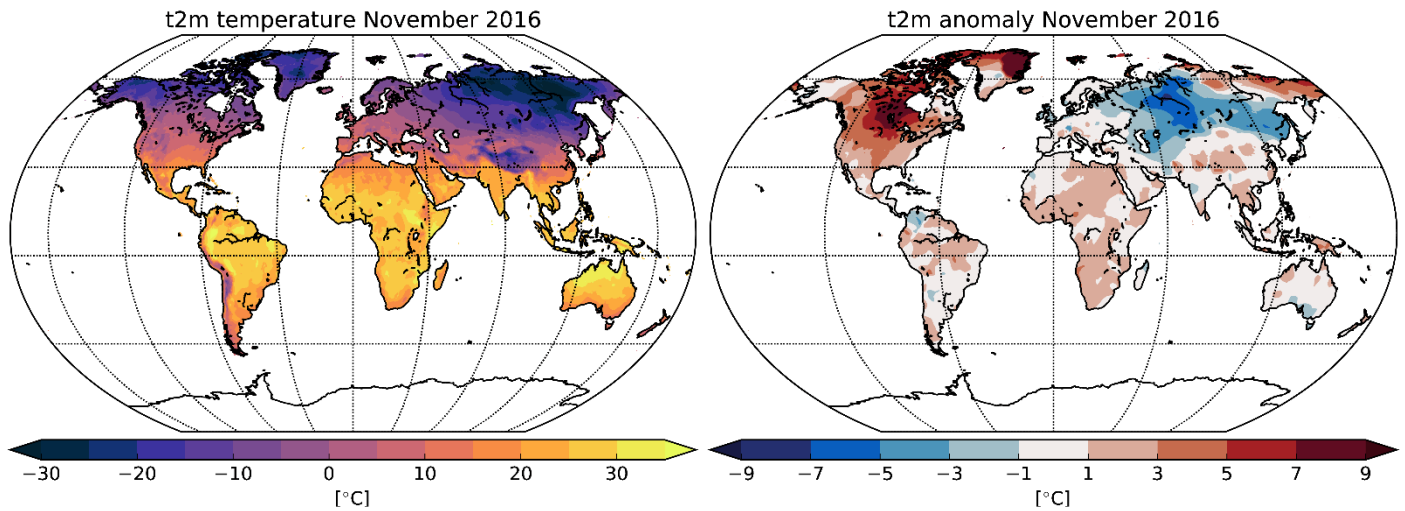 t2m temperature November 2016
t2m anomaly November 2016
−30 −20 −10 0 10 20 30
[°C]
−9 −7 −5 −3 −1 1 3 5 7 9
[°C]